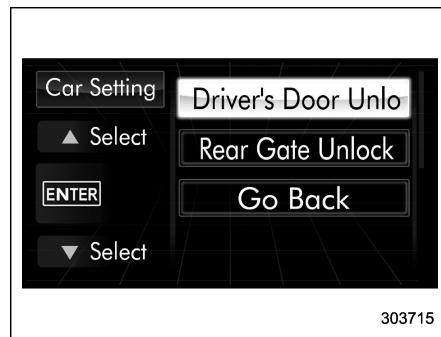 Car Setting
Driver's Door Unlo
▲ Select
Rear Gate Unlock
ENTER
Go Back
▼ Select
303715